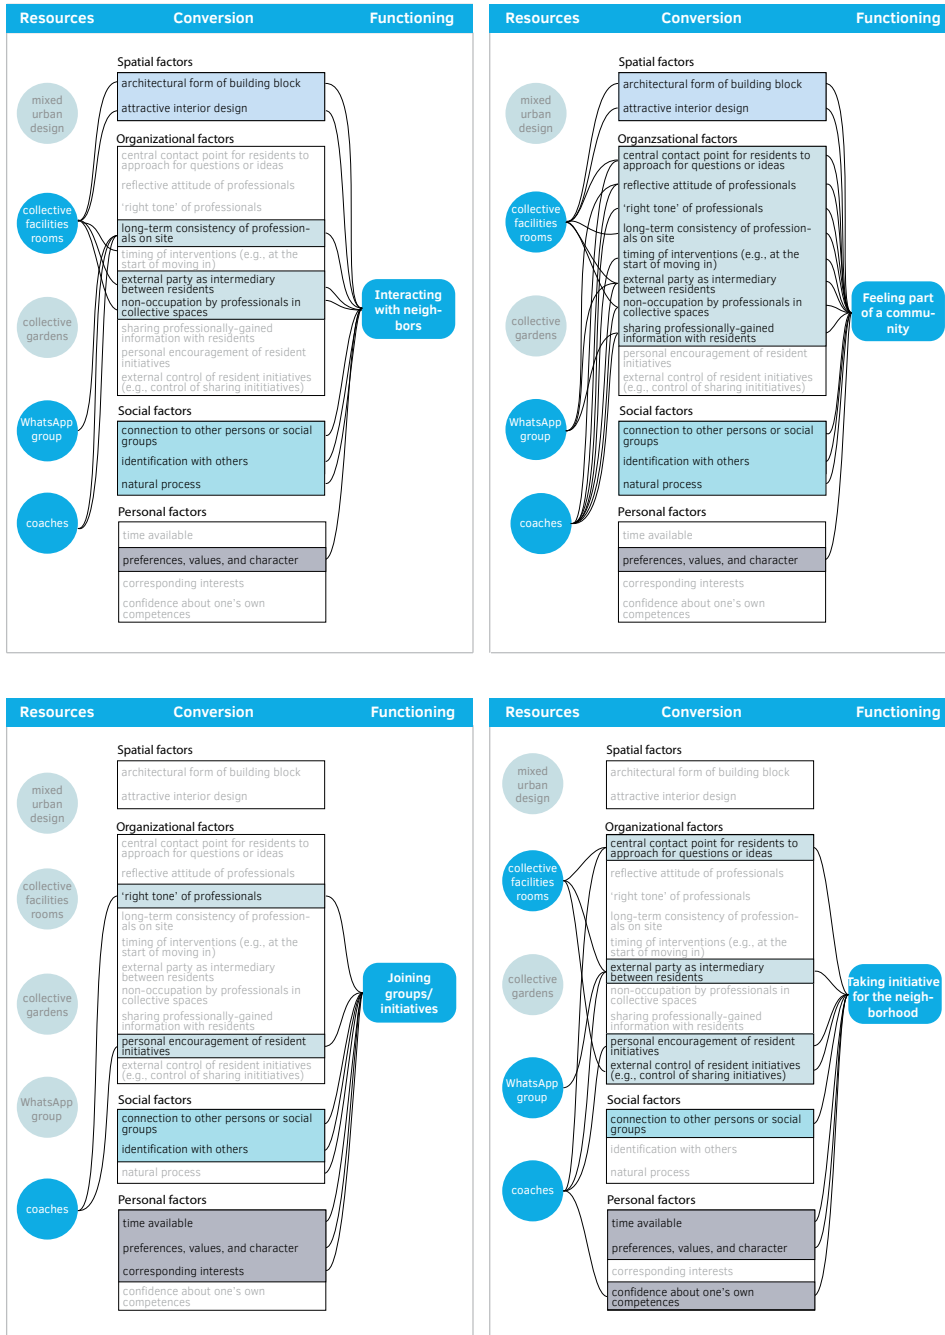 Resources Conversion Functioning
Spatial factors
architectural form of building block
attractive interior design
mixed
urban
design
Organizational factors
central contact point for residents to
approach for questions or ideas
reflective attitude of professionals
‘right tone’ of professionals
long-term consistency of profession-
als on site
timing of interventions (e.g., at the
start of moving in)
external party as intermediary
between residents
non-occupation by professionals in
collective spaces
sharing professionally-gained
information with residents
personal encouragement of resident
initiatives
external control of resident initiatives
(e.g., control of sharing inititiatives)
collective
facilities
rooms
collective
gardens
Interacting
with neigh-
bors
Social factors
connection to other persons or social
groups
identification with others
natural process
WhatsApp
group
coaches
Personal factors
time available
preferences, values, and character
corresponding interests
confidence about one’s own
competences
Resources Conversion Functioning
Spatial factors
architectural form of building block
attractive interior design
mixed
urban
design
Organzsational factors
central contact point for residents to
approach for questions or ideas
reflective attitude of professionals
‘right tone’ of professionals
long-term consistency of profession-
als on site
timing of interventions (e.g., at the
start of moving in)
external party as intermediary
between residents
non-occupation by professionals in
collective spaces
sharing professionally-gained
information with residents
personal encouragement of resident
initiatives
external control of resident initiatives
(e.g., control of sharing inititiatives)
collective
facilities
rooms
collective
gardens
Feeling part
of a commu-
nity
Social factors
connection to other persons or social
groups
identification with others
natural process
WhatsApp
group
coaches
Personal factors
time available
preferences, values, and character
corresponding interests
confidence about one’s own
competences
Resources Conversion Functioning
Spatial factors
architectural form of building block
attractive interior design
mixed
urban
design
Organizational factors
central contact point for residents to
approach for questions or ideas
reflective attitude of professionals
‘right tone’ of professionals
long-term consistency of profession-
als on site
timing of interventions (e.g., at the
start of moving in)
external party as intermediary
between residents
non-occupation by professionals in
collective spaces
sharing professionally-gained
information with residents
personal encouragement of resident
initiatives
external control of resident initiatives
(e.g., control of sharing inititiatives)
collective
facilities
rooms
collective
gardens
Joining
groups/
initiatives
WhatsApp
group
Social factors
connection to other persons or social
groups
identification with others
natural process
coaches
Personal factors
time available
preferences, values, and character
corresponding interests
confidence about one’s own
competences
Resources Conversion Functioning
Spatial factors
architectural form of building block
attractive interior design
mixed
urban
design
Organizational factors
central contact point for residents to
approach for questions or ideas
reflective attitude of professionals
‘right tone’ of professionals
long-term consistency of profession-
als on site
timing of interventions (e.g., at the
start of moving in)
external party as intermediary
between residents
non-occupation by professionals in
collective spaces
sharing professionally-gained
information with residents
personal encouragement of resident
initiatives
external control of resident initiatives
(e.g., control of sharing initiatives)
collective
facilities
rooms
collective
gardens
Taking initiative
for the neigh-
borhood
WhatsApp
group
Social factors
connection to other persons or social
groups
identification with others
natural process
coaches
Personal factors
time available
preferences, values, and character
corresponding interests
confidence about one’s own
competences